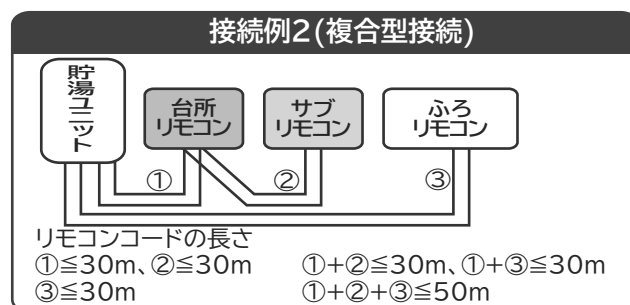 接続例2(複合型接続)
貯湯ユニット
台所
リモコン
サブ
リモコン
ふろ
リモコン
①
②
③
リモコンコードの長さ
①≦30m、②≦30m
①+②≦30m、①+③≦30m
③≦30m
①+②+③≦50m